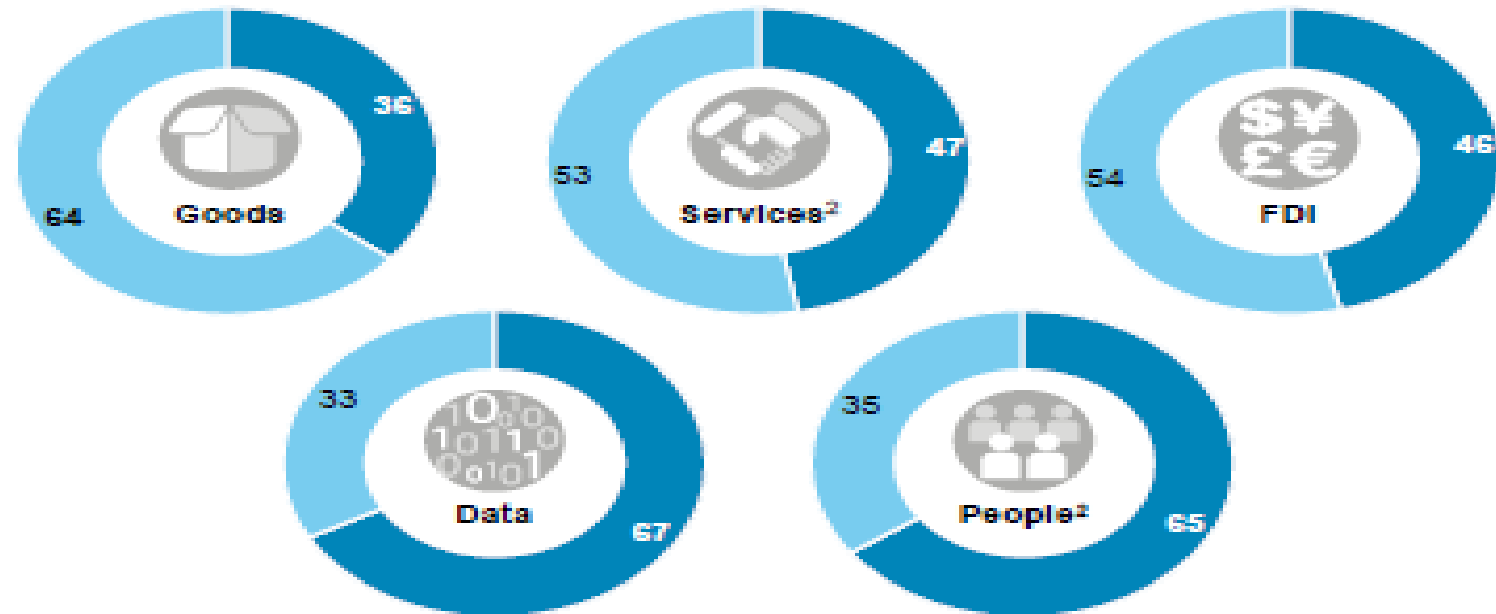 36
64
Goods
47
53
Services²
$ ¥
£ €
46
54
FDI
33
67
Data
35
65
People²